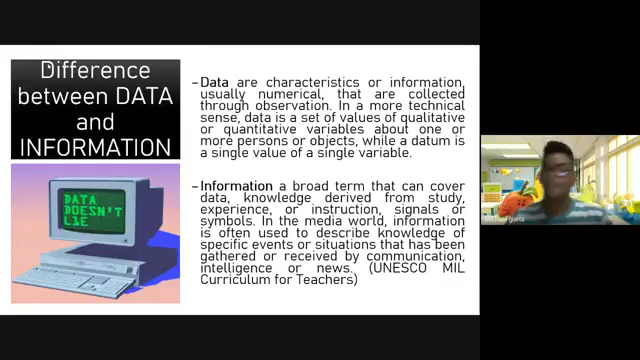 Difference
between DATA
and
INFORMATION
DATA
DOESN'T
LIE
– Data are characteristics or information,
usually numerical, that are collected
through observation. In a more technical
sense, data is a set of values of qualitative
or quantitative variables about one or
more persons or objects, while a datum is
a single value of a single variable.
– Information a broad term that can cover
data, knowledge derived from study,
experience, or instruction, signals or
symbols. In the media world, information
is often used to describe knowledge of
specific events or situations that has been
gathered or received by communication,
intelligence or news. (UNESCO MIL
Curriculum for Teachers)